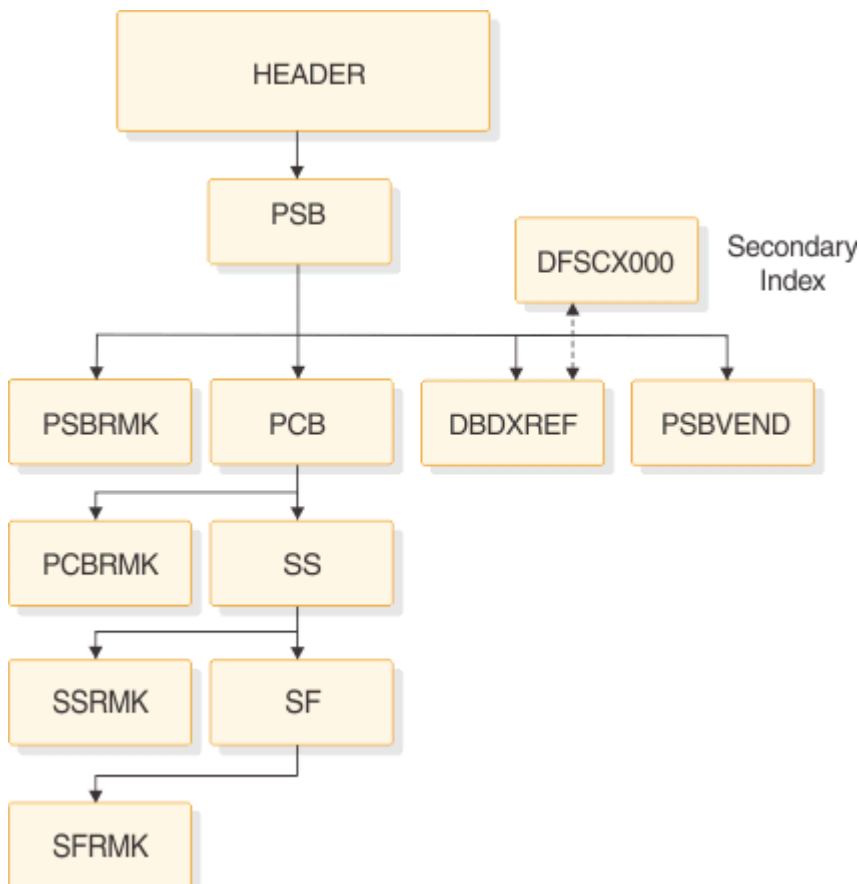 HEADER
PSB
DFSCX000
Secondary
Index
PSBRMK
PCB
DBDXREF
PSBVEND
PCBRMK
SS
SSRMK
SF
SFRMK